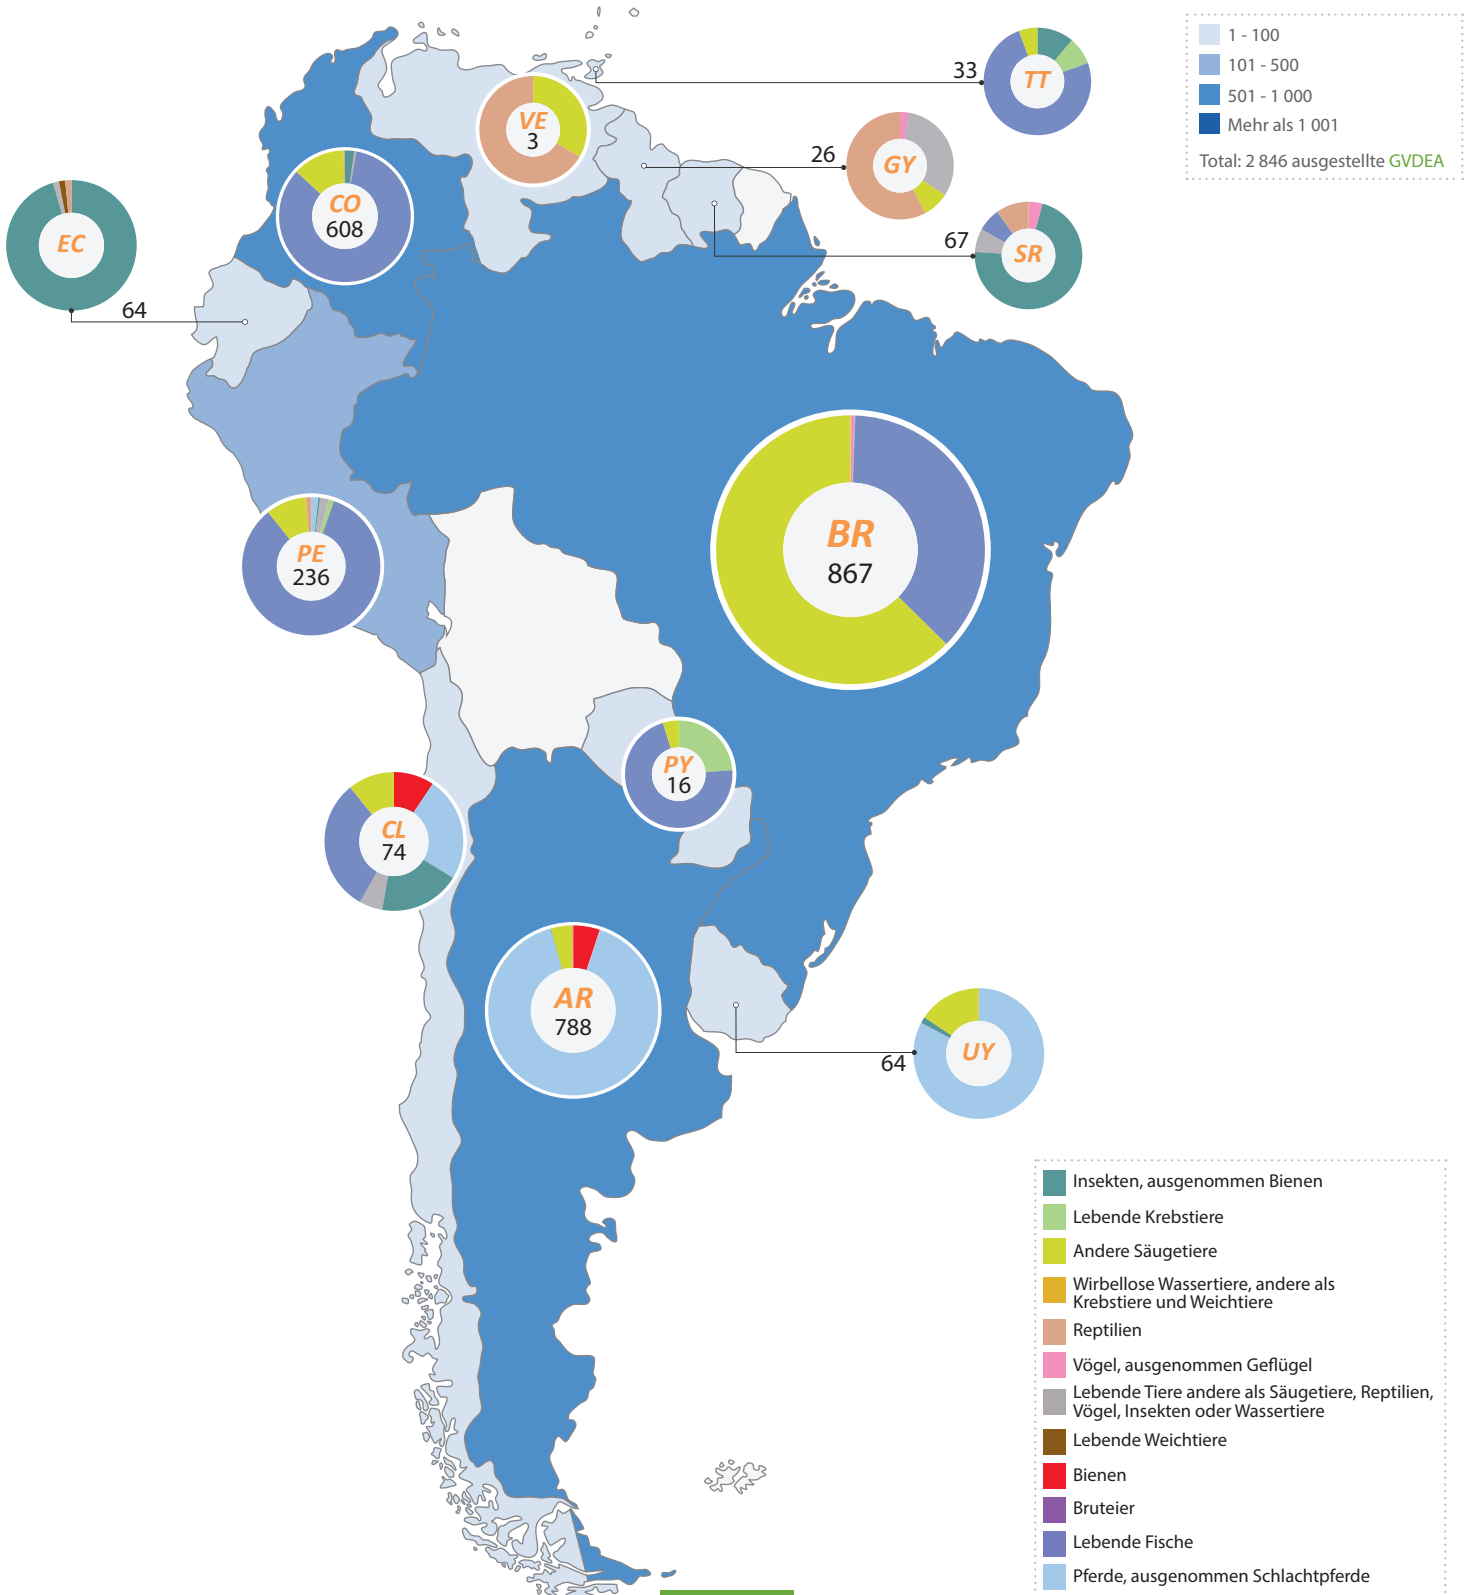 1 - 100
101 - 500
501 - 1 000
Mehr als 1 001
Total: 2 846 ausgestellte GVDEA
33
TT
VE
3
26
GY
CO
608
EC
64
67
SR
BR
867
PE
236
PY
16
CL
74
AR
788
64
UY
Insekten, ausgenommen Bienen
Lebende Krebstiere
Andere Säugetiere
Wirbellose Wassertiere, andere als
Krebstiere und Weichtiere
Reptilien
Vögel, ausgenommen Geflügel
Lebende Tiere andere als Säugetiere, Reptilien,
Vögel, Insekten oder Wassertiere
Lebende Weichtiere
Bienen
Bruteier
Lebende Fische
Pferde, ausgenommen Schlachtpferde